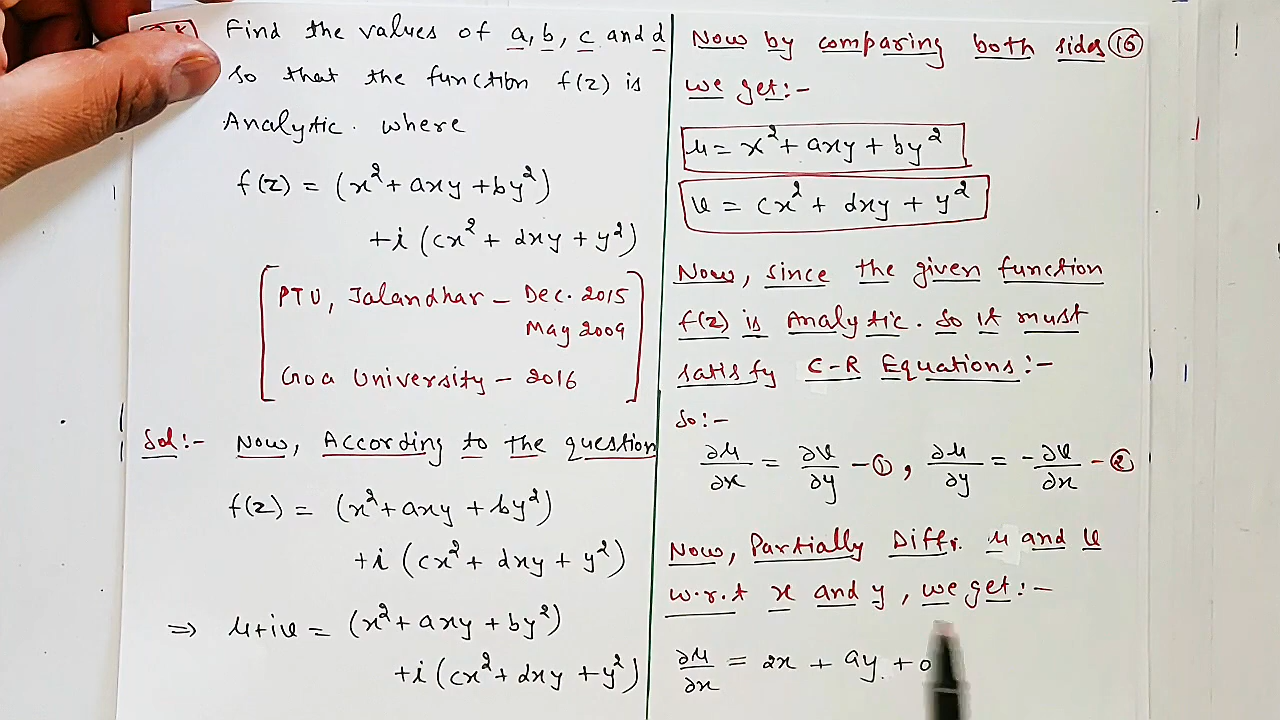 Find the values of a, b, c and d
so that the function f(z) is
Analytic. where
f(z) = (x²+axy+by²)
+i (cx²+dxy+y²)
[PTU, Jalandhar - Dec. 2015
May 2009
Goa University - 2016]
Sol:- Now, According to the question
f(z) = (x²+axy+by²)
+i (cx²+dxy+y²)
⇒ u+iv = (x²+axy+by²)
+i (cx²+dxy+y²)
Now by comparing both sides (16)
we get:-
u = x²+axy+by²
v = cx²+dxy+y²
Now, since the given function
f(z) is Analytic. So it must
satisfy C-R Equations:-
So:-
∂u/∂x = ∂v/∂y -①, ∂u/∂y = -∂v/∂x -②
Now, Partially Diffr. u and v
w.r.t x and y, we get:-
∂u/∂x = 2x + ay + 0